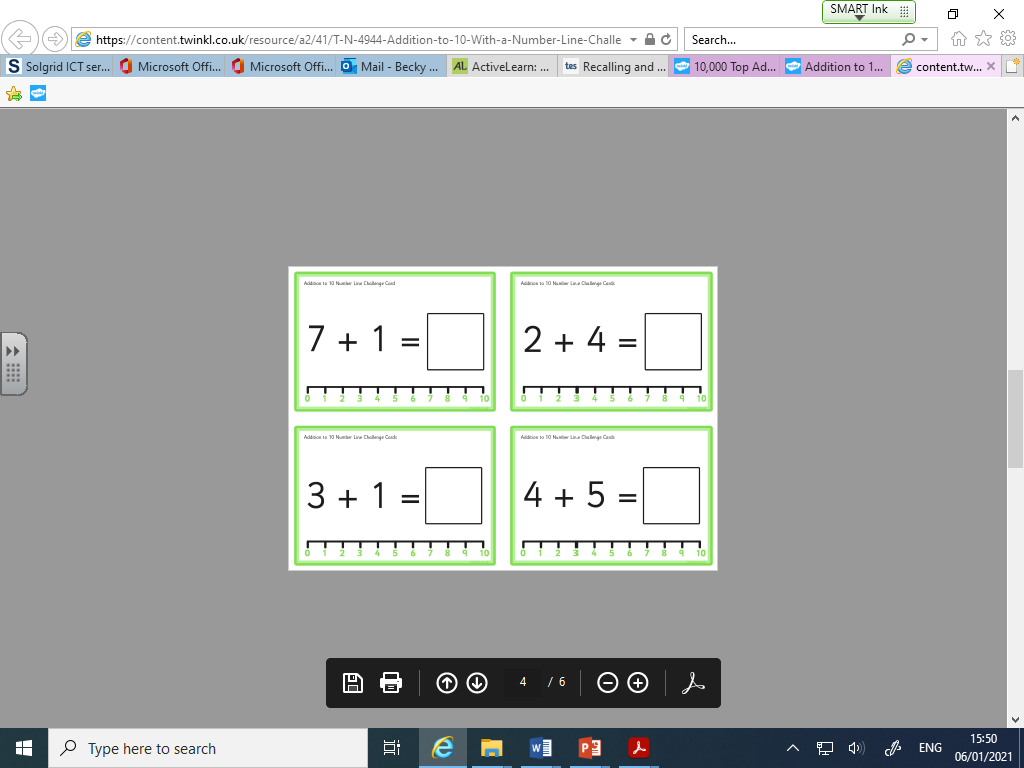 SMART Ink
https://content.twinkl.co.uk/resource/a2/41/T-N-4944-Addition-to-10-With-a-Number-Line-Challe
Search...
S Solgrid ICT ser...
Microsoft Offi...
Microsoft Offi...
Mail - Becky ...
AL ActiveLearn: ...
tes Recalling and ...
10,000 Top Ad...
Addition to 1...
content.tw...
Addition to 10 Number Line Challenge Card
7 + 1 =
0 1 2 3 4 5 6 7 8 9 10
Addition to 10 Number Line Challenge Cards
2 + 4 =
0 1 2 3 4 5 6 7 8 9 10
Addition to 10 Number Line Challenge Cards
3 + 1 =
0 1 2 3 4 5 6 7 8 9 10
Addition to 10 Number Line Challenge Cards
4 + 5 =
0 1 2 3 4 5 6 7 8 9 10
4 / 6
Type here to search
ENG
15:50
06/01/2021